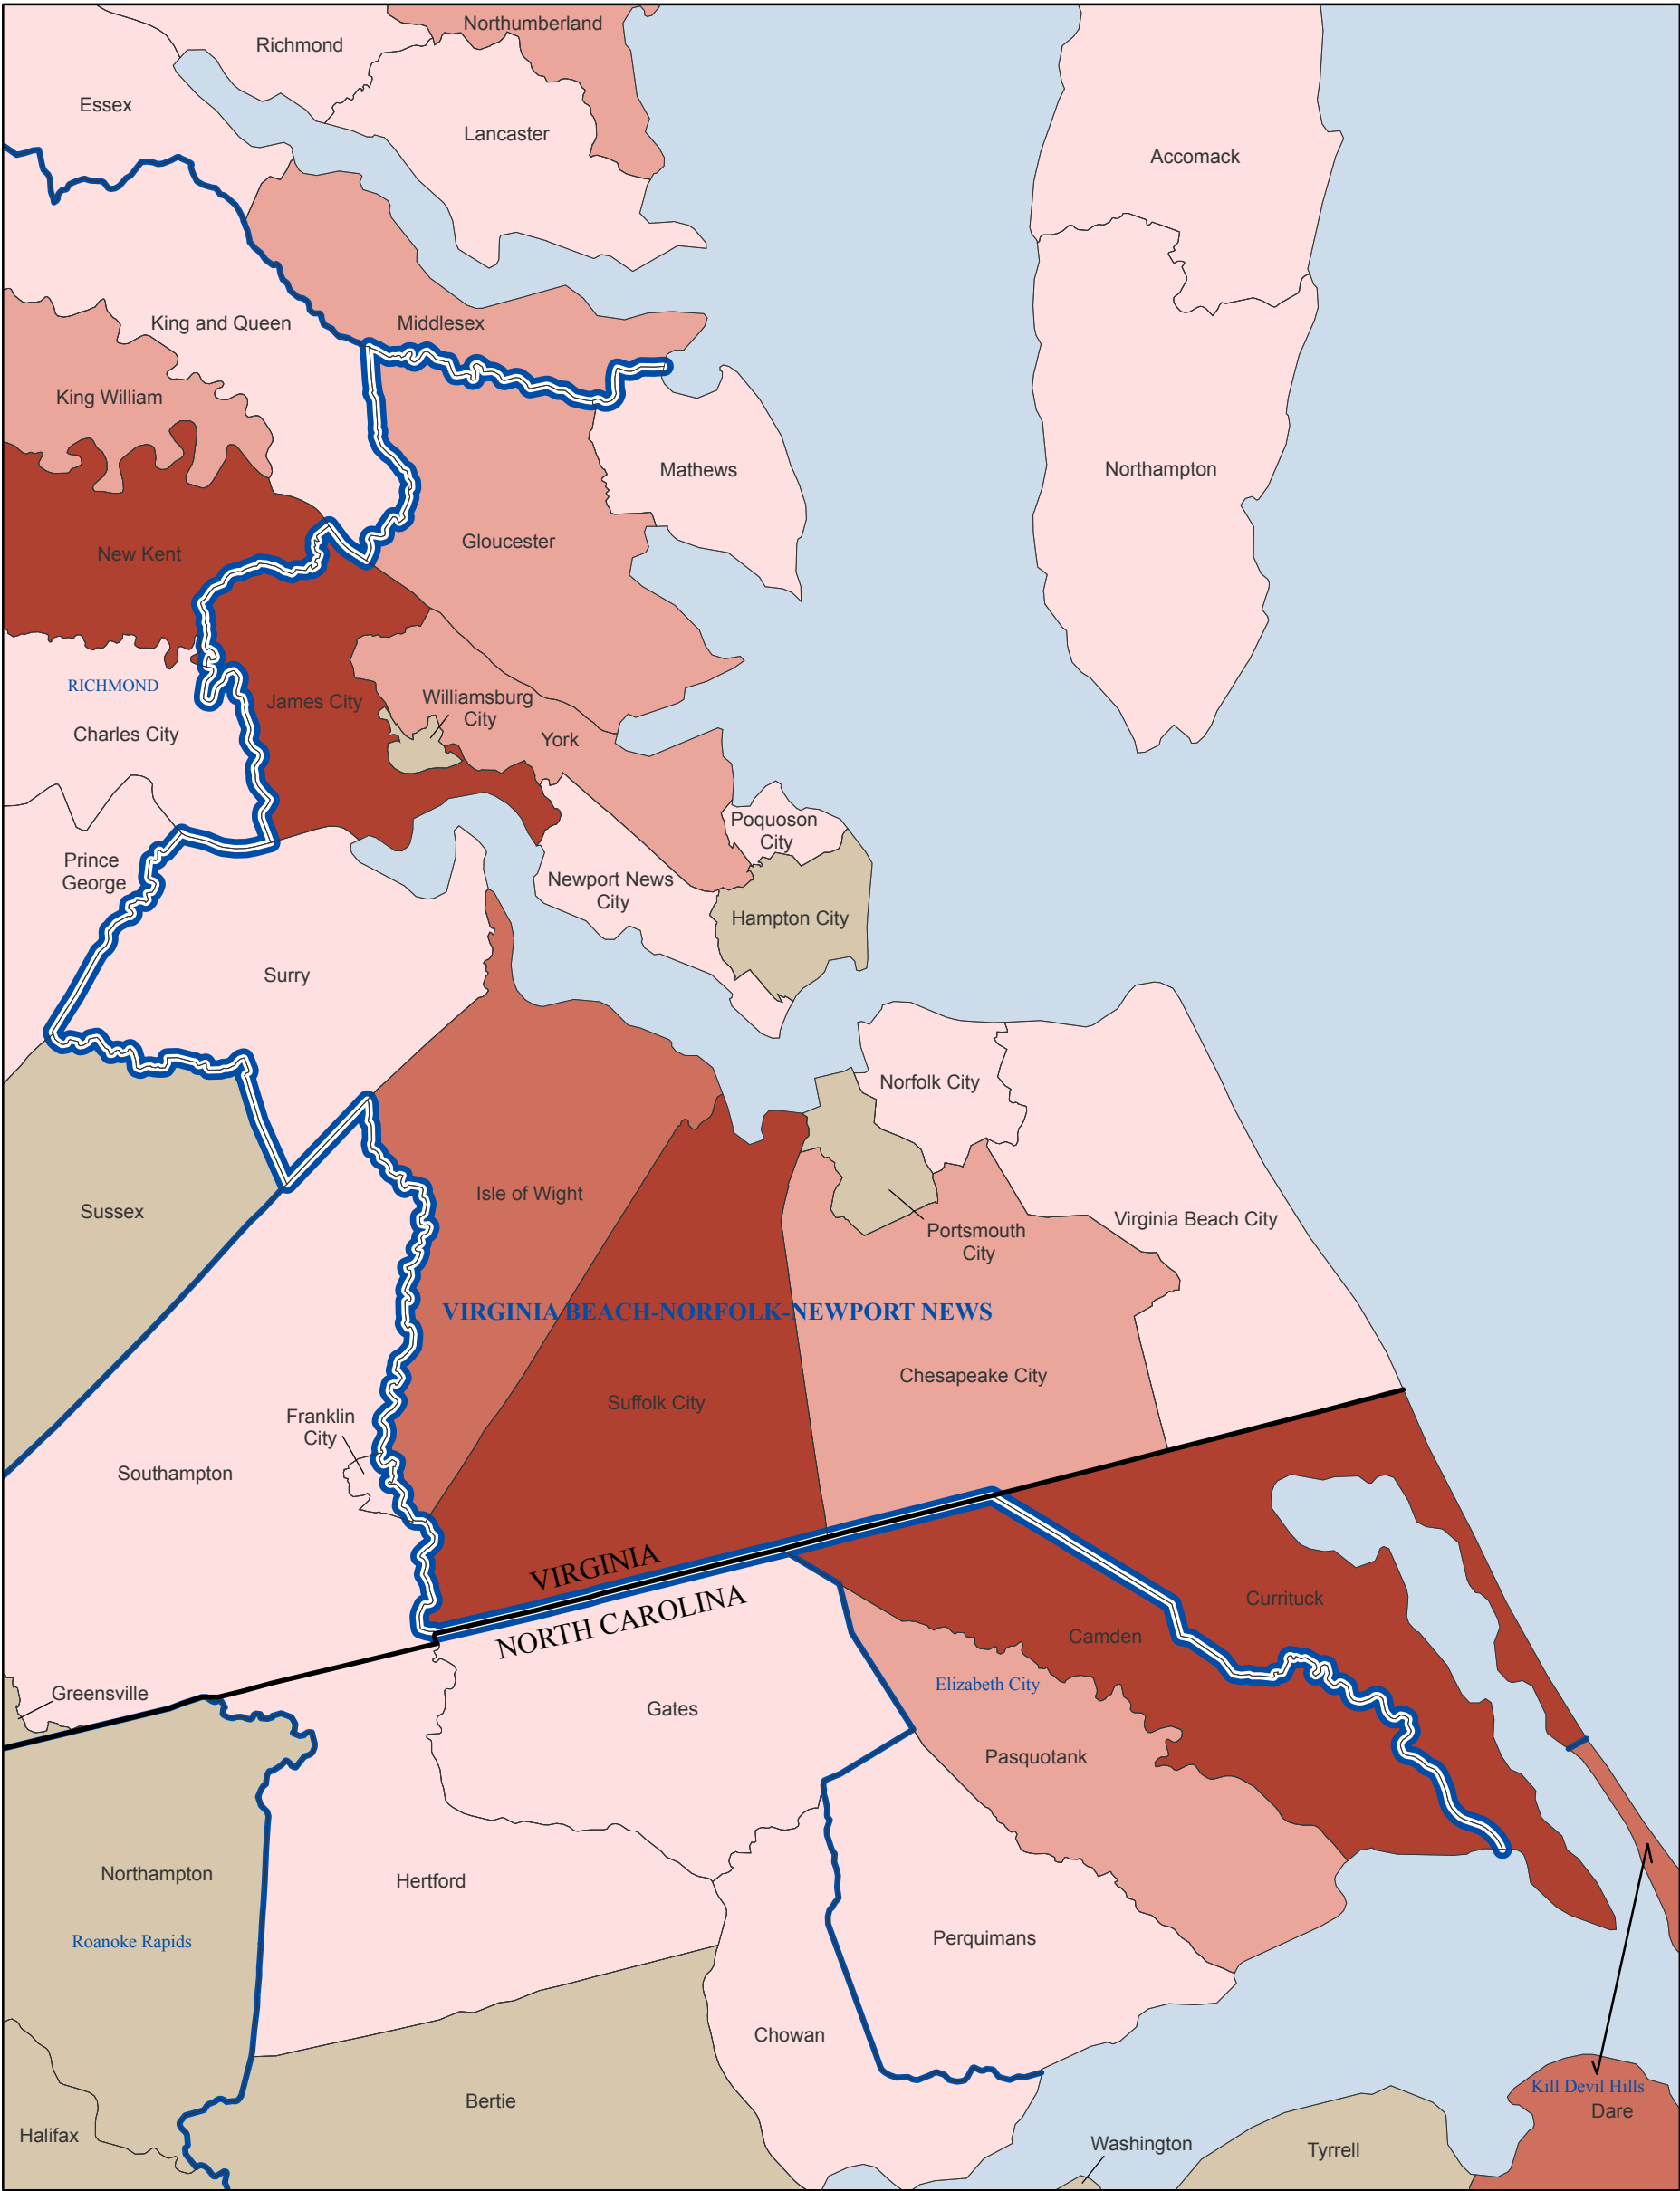 Northumberland
Richmond
Essex
Lancaster
Accomack
King and Queen
Middlesex
King William
Mathews
Northampton
Gloucester
New Kent
RICHMOND
James City
Williamsburg
City
Charles City
York
Poquoson
City
Prince
George
Newport News
City
Hampton City
Surry
Norfolk City
Isle of Wight
Sussex
Portsmouth
City
Virginia Beach City
VIRGINIA BEACH-NORFOLK-NEWPORT NEWS
Chesapeake City
Suffolk City
Franklin
City
Southampton
VIRGINIA
NORTH CAROLINA
Currituck
Camden
Elizabeth City
Greensville
Gates
Pasquotank
Northampton
Hertford
Roanoke Rapids
Perquimans
Chowan
Kill Devil Hills
Dare
Bertie
Halifax
Washington
Tyrrell